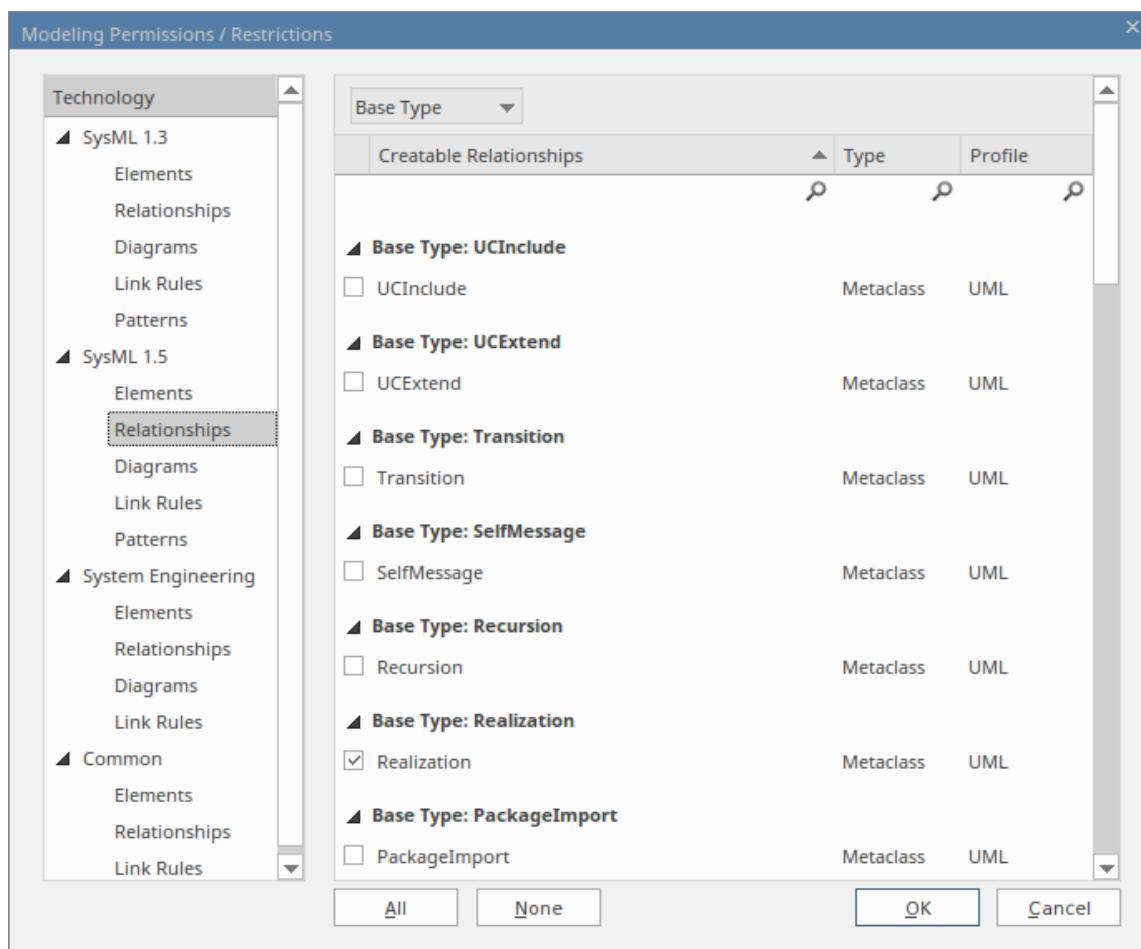 Modeling Permissions / Restrictions
Technology
SysML 1.3
Elements
Relationships
Diagrams
Link Rules
Patterns
SysML 1.5
Elements
Relationships
Diagrams
Link Rules
Patterns
System Engineering
Elements
Relationships
Diagrams
Link Rules
Common
Elements
Relationships
Link Rules
Base Type
Creatable Relationships Type Profile
Base Type: UCInclude
UCInclude Metaclass UML
Base Type: UCExtend
UCExtend Metaclass UML
Base Type: Transition
Transition Metaclass UML
Base Type: SelfMessage
SelfMessage Metaclass UML
Base Type: Recursion
Recursion Metaclass UML
Base Type: Realization
Realization Metaclass UML
Base Type: PackageImport
PackageImport Metaclass UML
All None OK Cancel